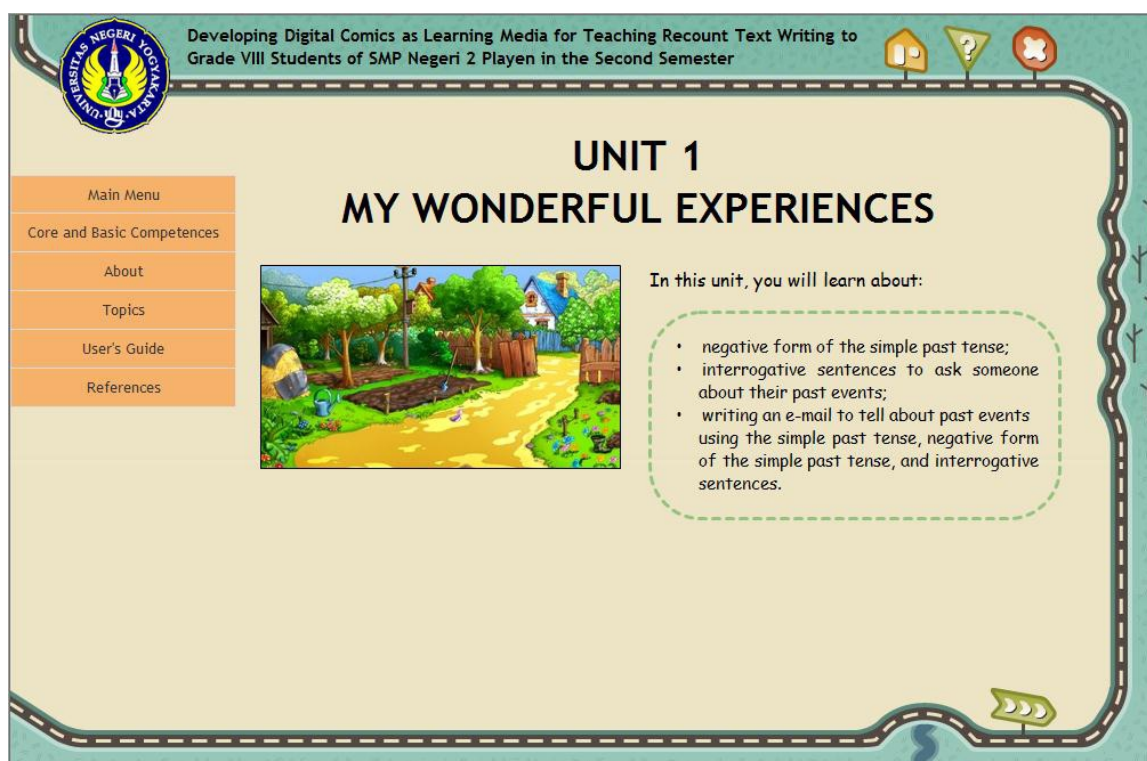 UNIVERSITAS NEGERI YOGYAKARTA
Developing Digital Comics as Learning Media for Teaching Recount Text Writing to
Grade VIII Students of SMP Negeri 2 Playen in the Second Semester
?
UNIT 1
MY WONDERFUL EXPERIENCES
Main Menu
Core and Basic Competences
About
Topics
User's Guide
References
In this unit, you will learn about:
• negative form of the simple past tense;
• interrogative sentences to ask someone
about their past events;
• writing an e-mail to tell about past events
using the simple past tense, negative form
of the simple past tense, and interrogative
sentences.